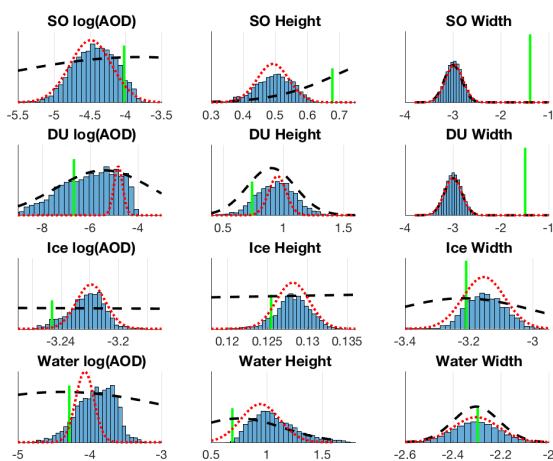 SO log(AOD) SO Height SO Width
-5.5 -5 -4.5 -4 -3.5 0.3 0.4 0.5 0.6 0.7 -4 -3 -2 -1
DU log(AOD) DU Height DU Width
-8 -6 -4 0.5 1 1.5 -4 -3 -2 -1
Ice log(AOD) Ice Height Ice Width
-3.24 -3.2 0.12 0.125 0.13 0.135 -3.4 -3.2 -3
Water log(AOD) Water Height Water Width
-5 -4 -3 0.5 1 1.5 -2.6 -2.4 -2.2 -2